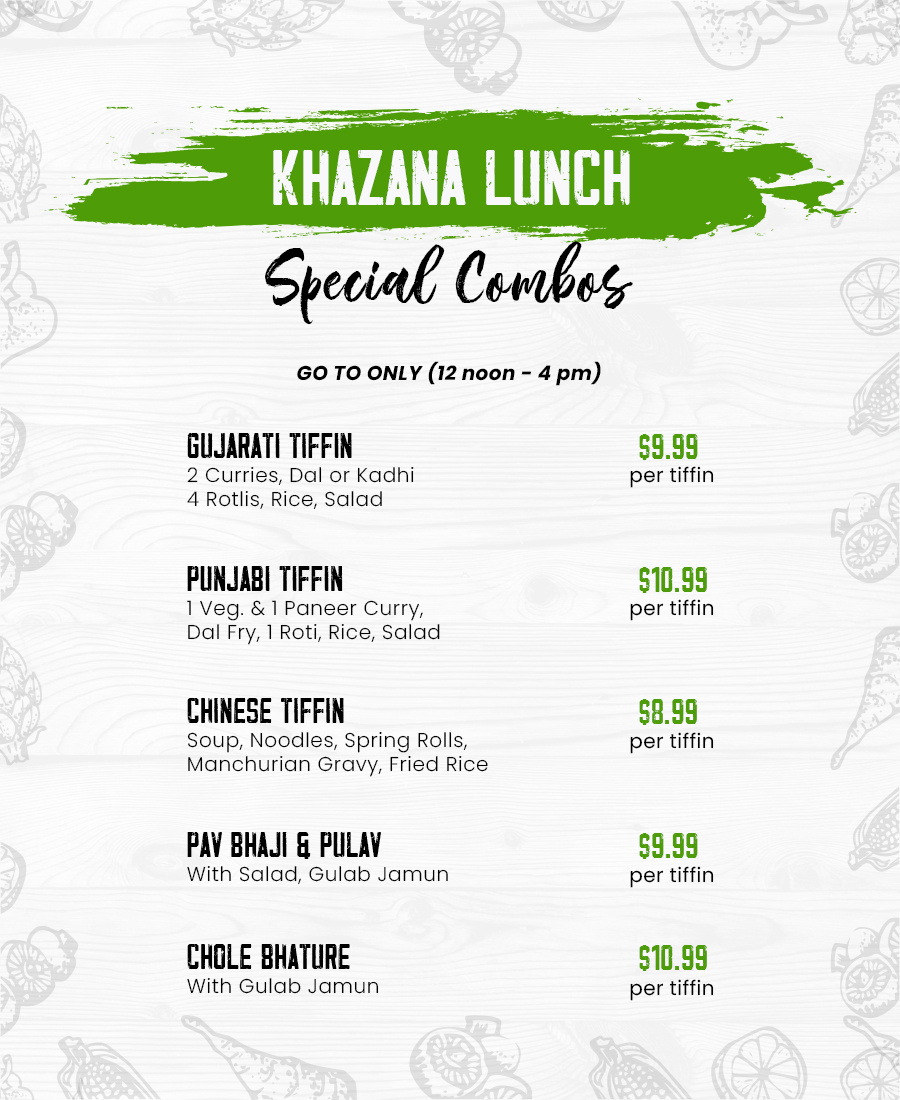 KHAZANA LUNCH
Special Combos
GO TO ONLY (12 noon - 4 pm)
GUJARATI TIFFIN $9.99
2 Curries, Dal or Kadhi per tiffin
4 Rotlis, Rice, Salad
PUNJABI TIFFIN $10.99
1 Veg. & 1 Paneer Curry, per tiffin
Dal Fry, 1 Roti, Rice, Salad
CHINESE TIFFIN $8.99
Soup, Noodles, Spring Rolls, per tiffin
Manchurian Gravy, Fried Rice
PAV BHAJI & PULAV $9.99
With Salad, Gulab Jamun per tiffin
CHOLE BHATURE $10.99
With Gulab Jamun per tiffin